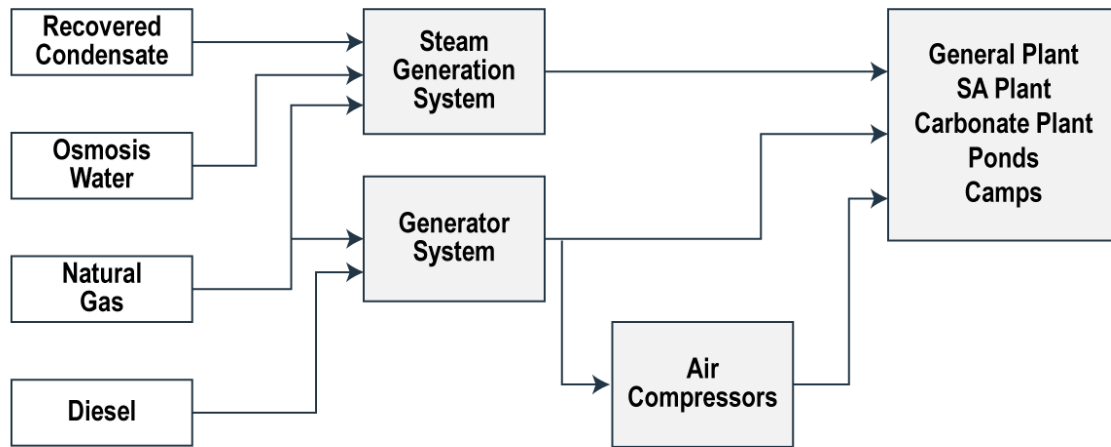 Recovered
Condensate
Osmosis
Water
Natural
Gas
Diesel
Steam
Generation
System
Generator
System
Air
Compressors
General Plant
SA Plant
Carbonate Plant
Ponds
Camps